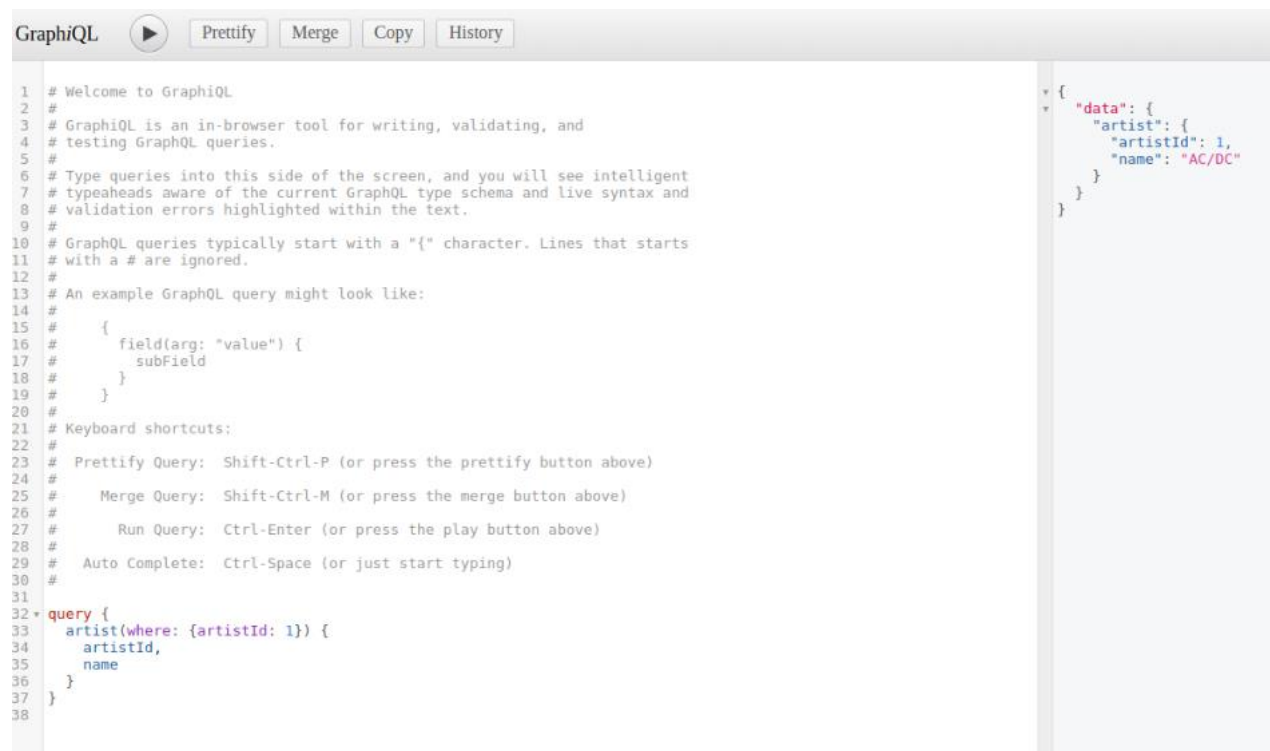 GraphiQL Prettify Merge Copy History
1 # Welcome to GraphiQL
2 #
3 # GraphiQL is an in-browser tool for writing, validating, and
4 # testing GraphQL queries.
5 #
6 # Type queries into this side of the screen, and you will see intelligent
7 # typeaheads aware of the current GraphQL type schema and live syntax and
8 # validation errors highlighted within the text.
9 #
10 # GraphQL queries typically start with a "{" character. Lines that starts
11 # with a # are ignored.
12 #
13 # An example GraphQL query might look like:
14 #
15 #     {
16 #       field(arg: "value") {
17 #         subField
18 #       }
19 #     }
20 #
21 # Keyboard shortcuts:
22 #
23 #  Prettify Query:  Shift-Ctrl-P (or press the prettify button above)
24 #
25 #     Merge Query:  Shift-Ctrl-M (or press the merge button above)
26 #
27 #       Run Query:  Ctrl-Enter (or press the play button above)
28 #
29 #   Auto Complete:  Ctrl-Space (or just start typing)
30 #
31
32 query {
33   artist(where: {artistId: 1}) {
34     artistId,
35     name
36   }
37 }
38
{
  "data": {
    "artist": {
      "artistId": 1,
      "name": "AC/DC"
    }
  }
}